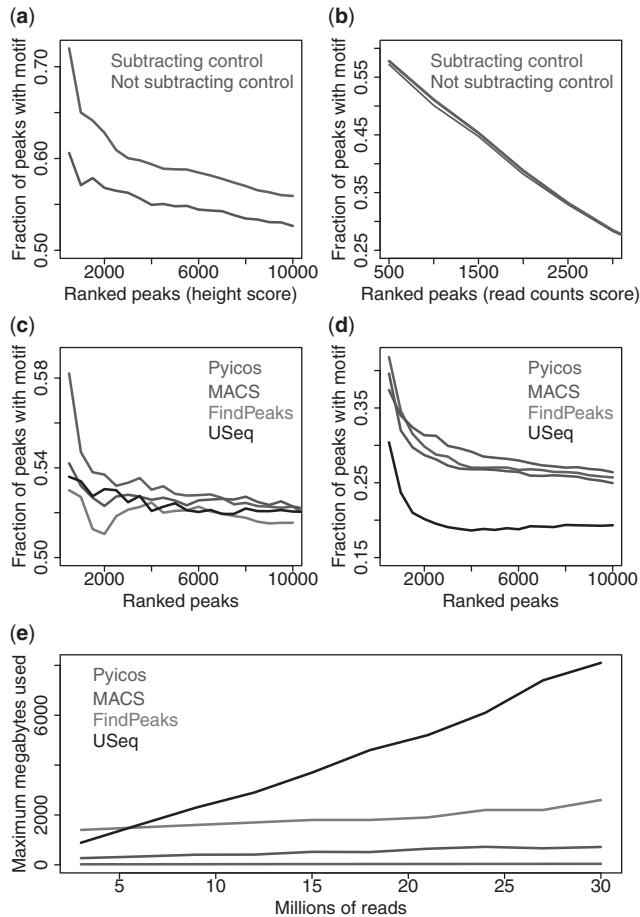 (a)
Fraction of peaks with motif
0.50 0.60 0.70
Subtracting control
Not subtracting control
2000 6000 10000
Ranked peaks (height score)
(b)
Fraction of peaks with motif
0.25 0.35 0.45 0.55
Subtracting control
Not subtracting control
500 1500 2500
Ranked peaks (read counts score)
(c)
Fraction of peaks with motif
0.50 0.54 0.58
Pyicos
MACS
FindPeaks
USeq
2000 6000 10000
Ranked peaks
(d)
Fraction of peaks with motif
0.15 0.25 0.35
Pyicos
MACS
FindPeaks
USeq
2000 6000 10000
Ranked peaks
(e)
Maximum megabytes used
0 2000 6000
Pyicos
MACS
FindPeaks
USeq
5 10 15 20 25 30
Millions of reads